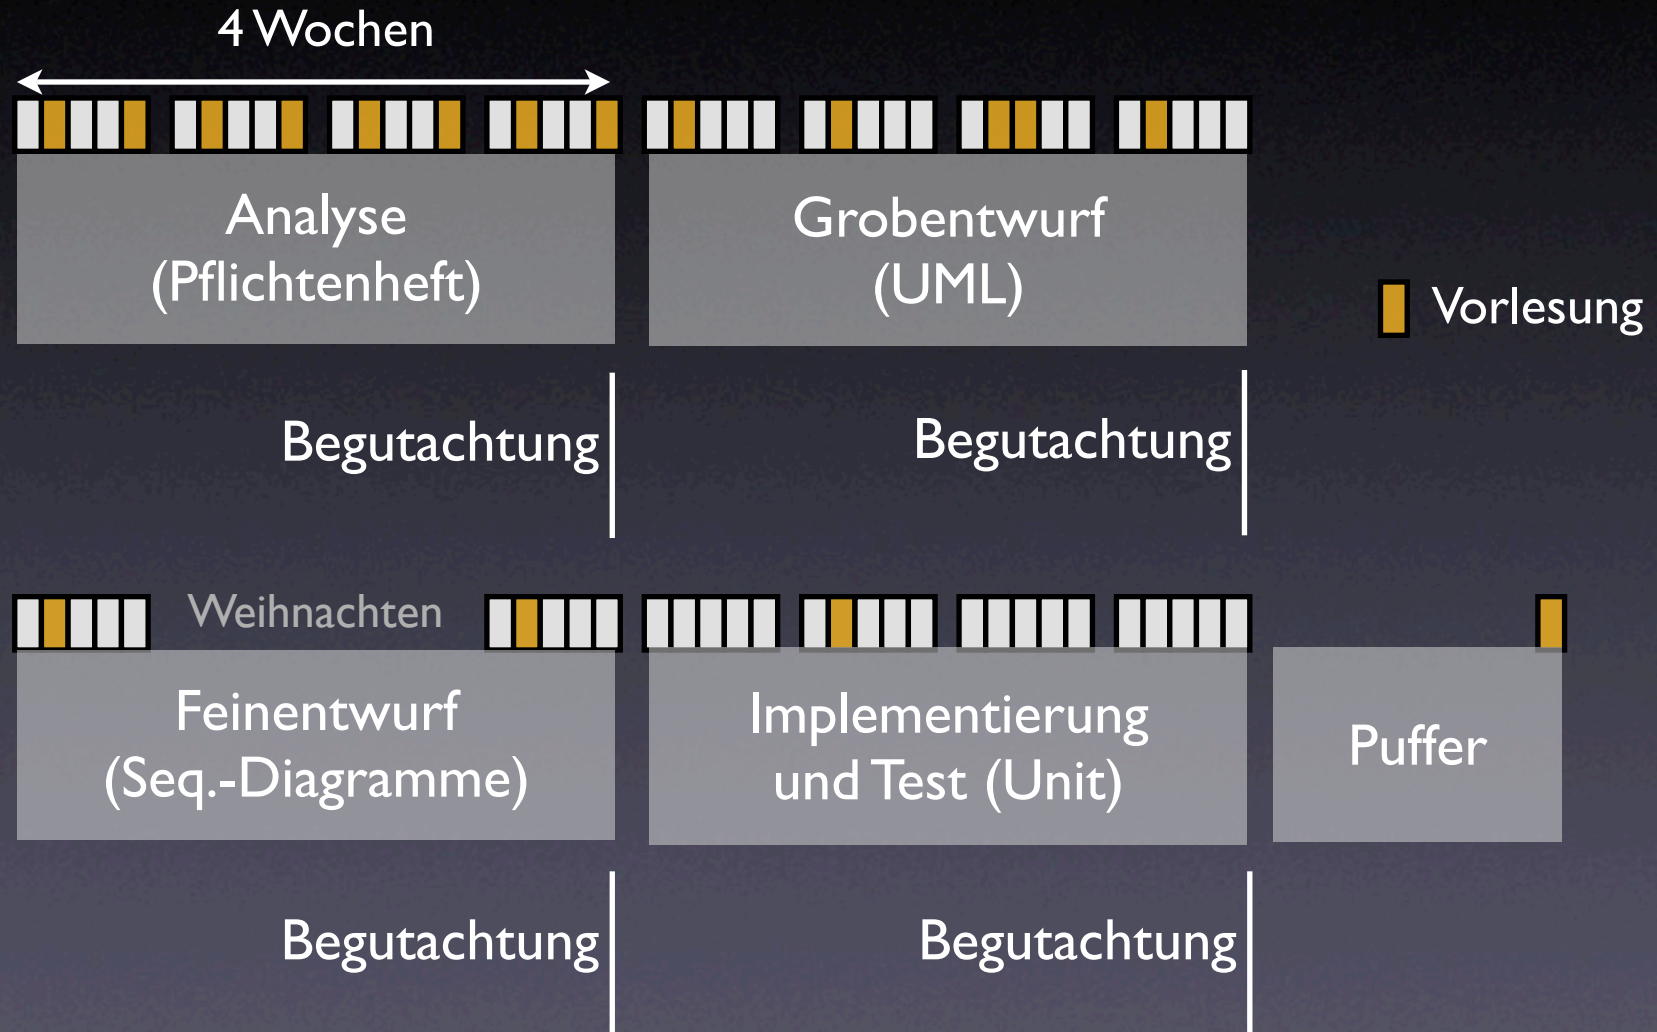 4 Wochen
Analyse
(Pflichtenheft)
Grobentwurf
(UML)
Vorlesung
Begutachtung
Begutachtung
Weihnachten
Feinentwurf
(Seq.-Diagramme)
Implementierung
und Test (Unit)
Puffer
Begutachtung
Begutachtung